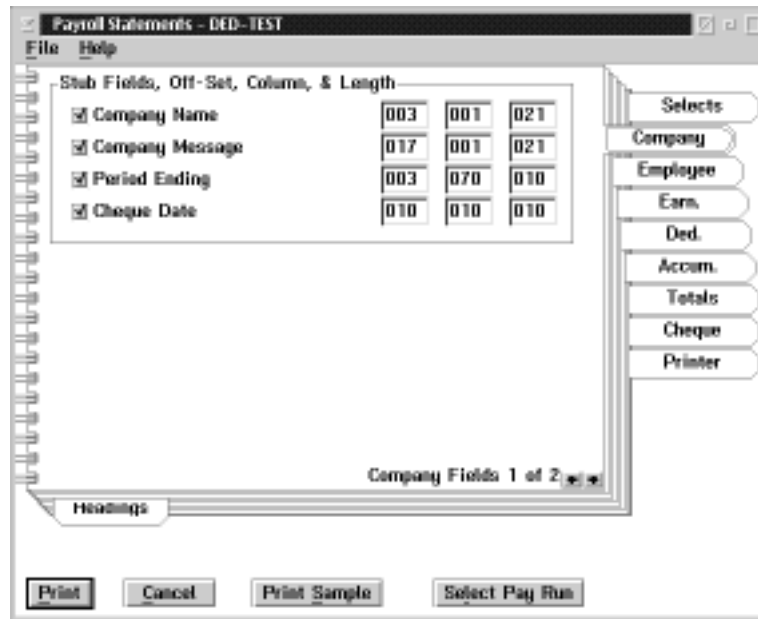 Payroll Statements - DED-TEST
File Help
Stub Fields, Off-Set, Column, & Length
Company Name 003 001 021
Company Message 017 001 021
Period Ending 003 070 010
Cheque Date 010 010 010
Selects
Company
Employee
Earn.
Ded.
Accum.
Totals
Cheque
Printer
Company Fields 1 of 2
Headings
Print Cancel Print Sample Select Pay Run